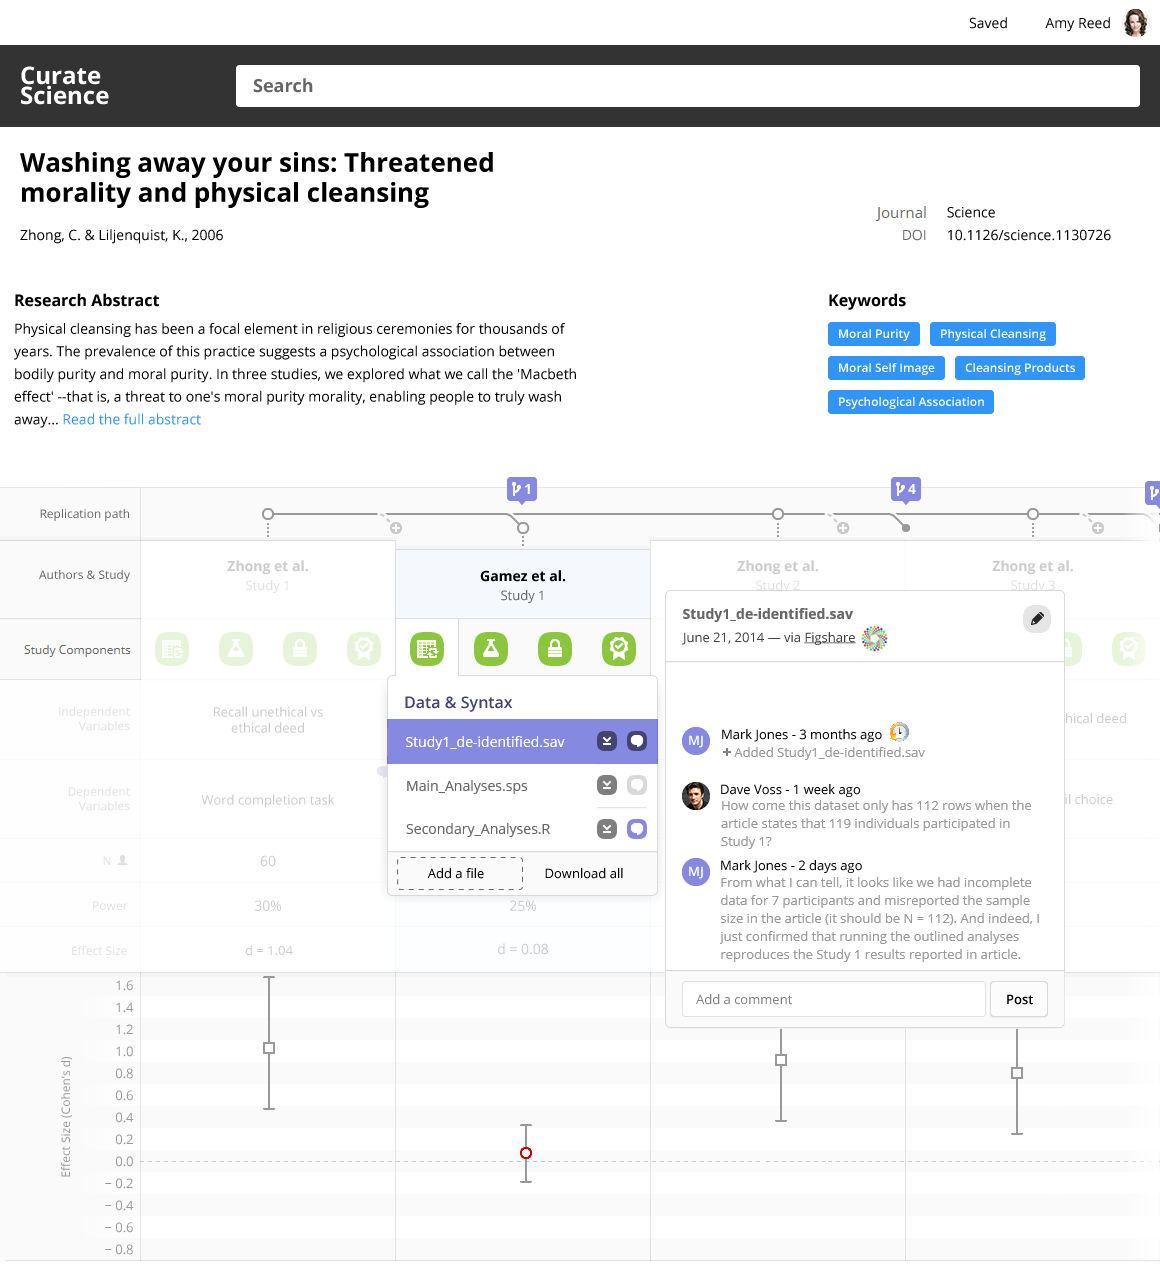 Saved
Amy Reed
Curate
Science
Search
Washing away your sins: Threatened
morality and physical cleansing
Zhong, C. & Liljenquist, K., 2006
Journal Science
DOI 10.1126/science.1130726
Research Abstract
Physical cleansing has been a focal element in religious ceremonies for thousands of
years. The prevalence of this practice suggests a psychological association between
bodily purity and moral purity. In three studies, we explored what we call the 'Macbeth
effect' --that is, a threat to one's moral purity morality, enabling people to truly wash
away... Read the full abstract
Keywords
Moral Purity
Physical Cleansing
Moral Self Image
Cleansing Products
Psychological Association
1
4
Replication path
Authors & Study
Zhong et al.
Study 1
Gamez et al.
Study 1
Zhong et al.
Study 2
Zhong et al.
Study 3
Study Components
Independent
Variables
Recall unethical vs
ethical deed
hical deed
Dependent
Variables
Word completion task
il choice
N
60
Power
30%
25%
Effect Size
d = 1.04
d = 0.08
Data & Syntax
Study1_de-identified.sav
Main_Analyses.sps
Secondary_Analyses.R
Add a file
Download all
Study1_de-identified.sav
June 21, 2014 — via Figshare
MJ
Mark Jones - 3 months ago
+ Added Study1_de-identified.sav
Dave Voss - 1 week ago
How come this dataset only has 112 rows when the
article states that 119 individuals participated in
Study 1?
MJ
Mark Jones - 2 days ago
From what I can tell, it looks like we had incomplete
data for 7 participants and misreported the sample
size in the article (it should be N = 112). And indeed, I
just confirmed that running the outlined analyses
reproduces the Study 1 results reported in article.
Add a comment
Post
Effect Size (Cohen's d)
1.6
1.4
1.2
1.0
0.8
0.6
0.4
0.2
0.0
− 0.2
− 0.4
− 0.6
− 0.8